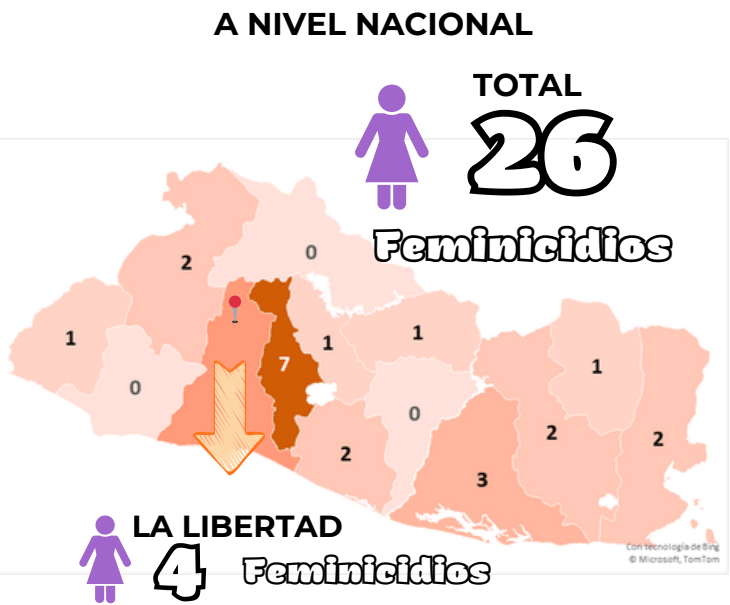 A NIVEL NACIONAL
TOTAL
26
Feminicidios
2
0
1
1
1
1
7
0
0
2
2
2
3
Con tecnología de Bing
© Microsoft, TomTom
LA LIBERTAD
4 Feminicidios